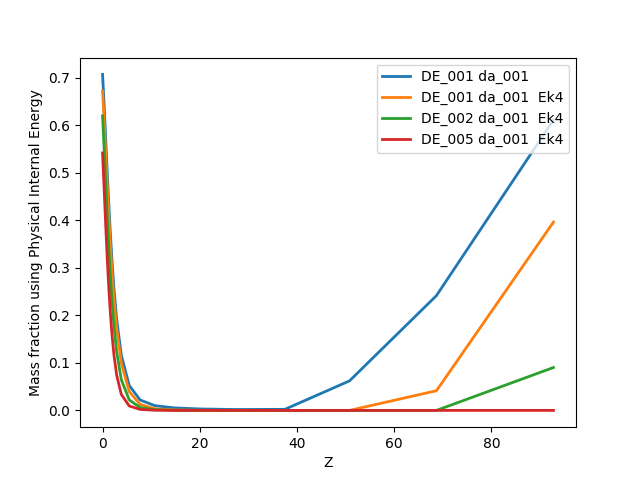 DE_001 da_001
DE_001 da_001  Ek4
DE_002 da_001  Ek4
DE_005 da_001  Ek4
Mass fraction using Physical Internal Energy
0.7
0.6
0.5
0.4
0.3
0.2
0.1
0.0
0
20
40
60
80
Z